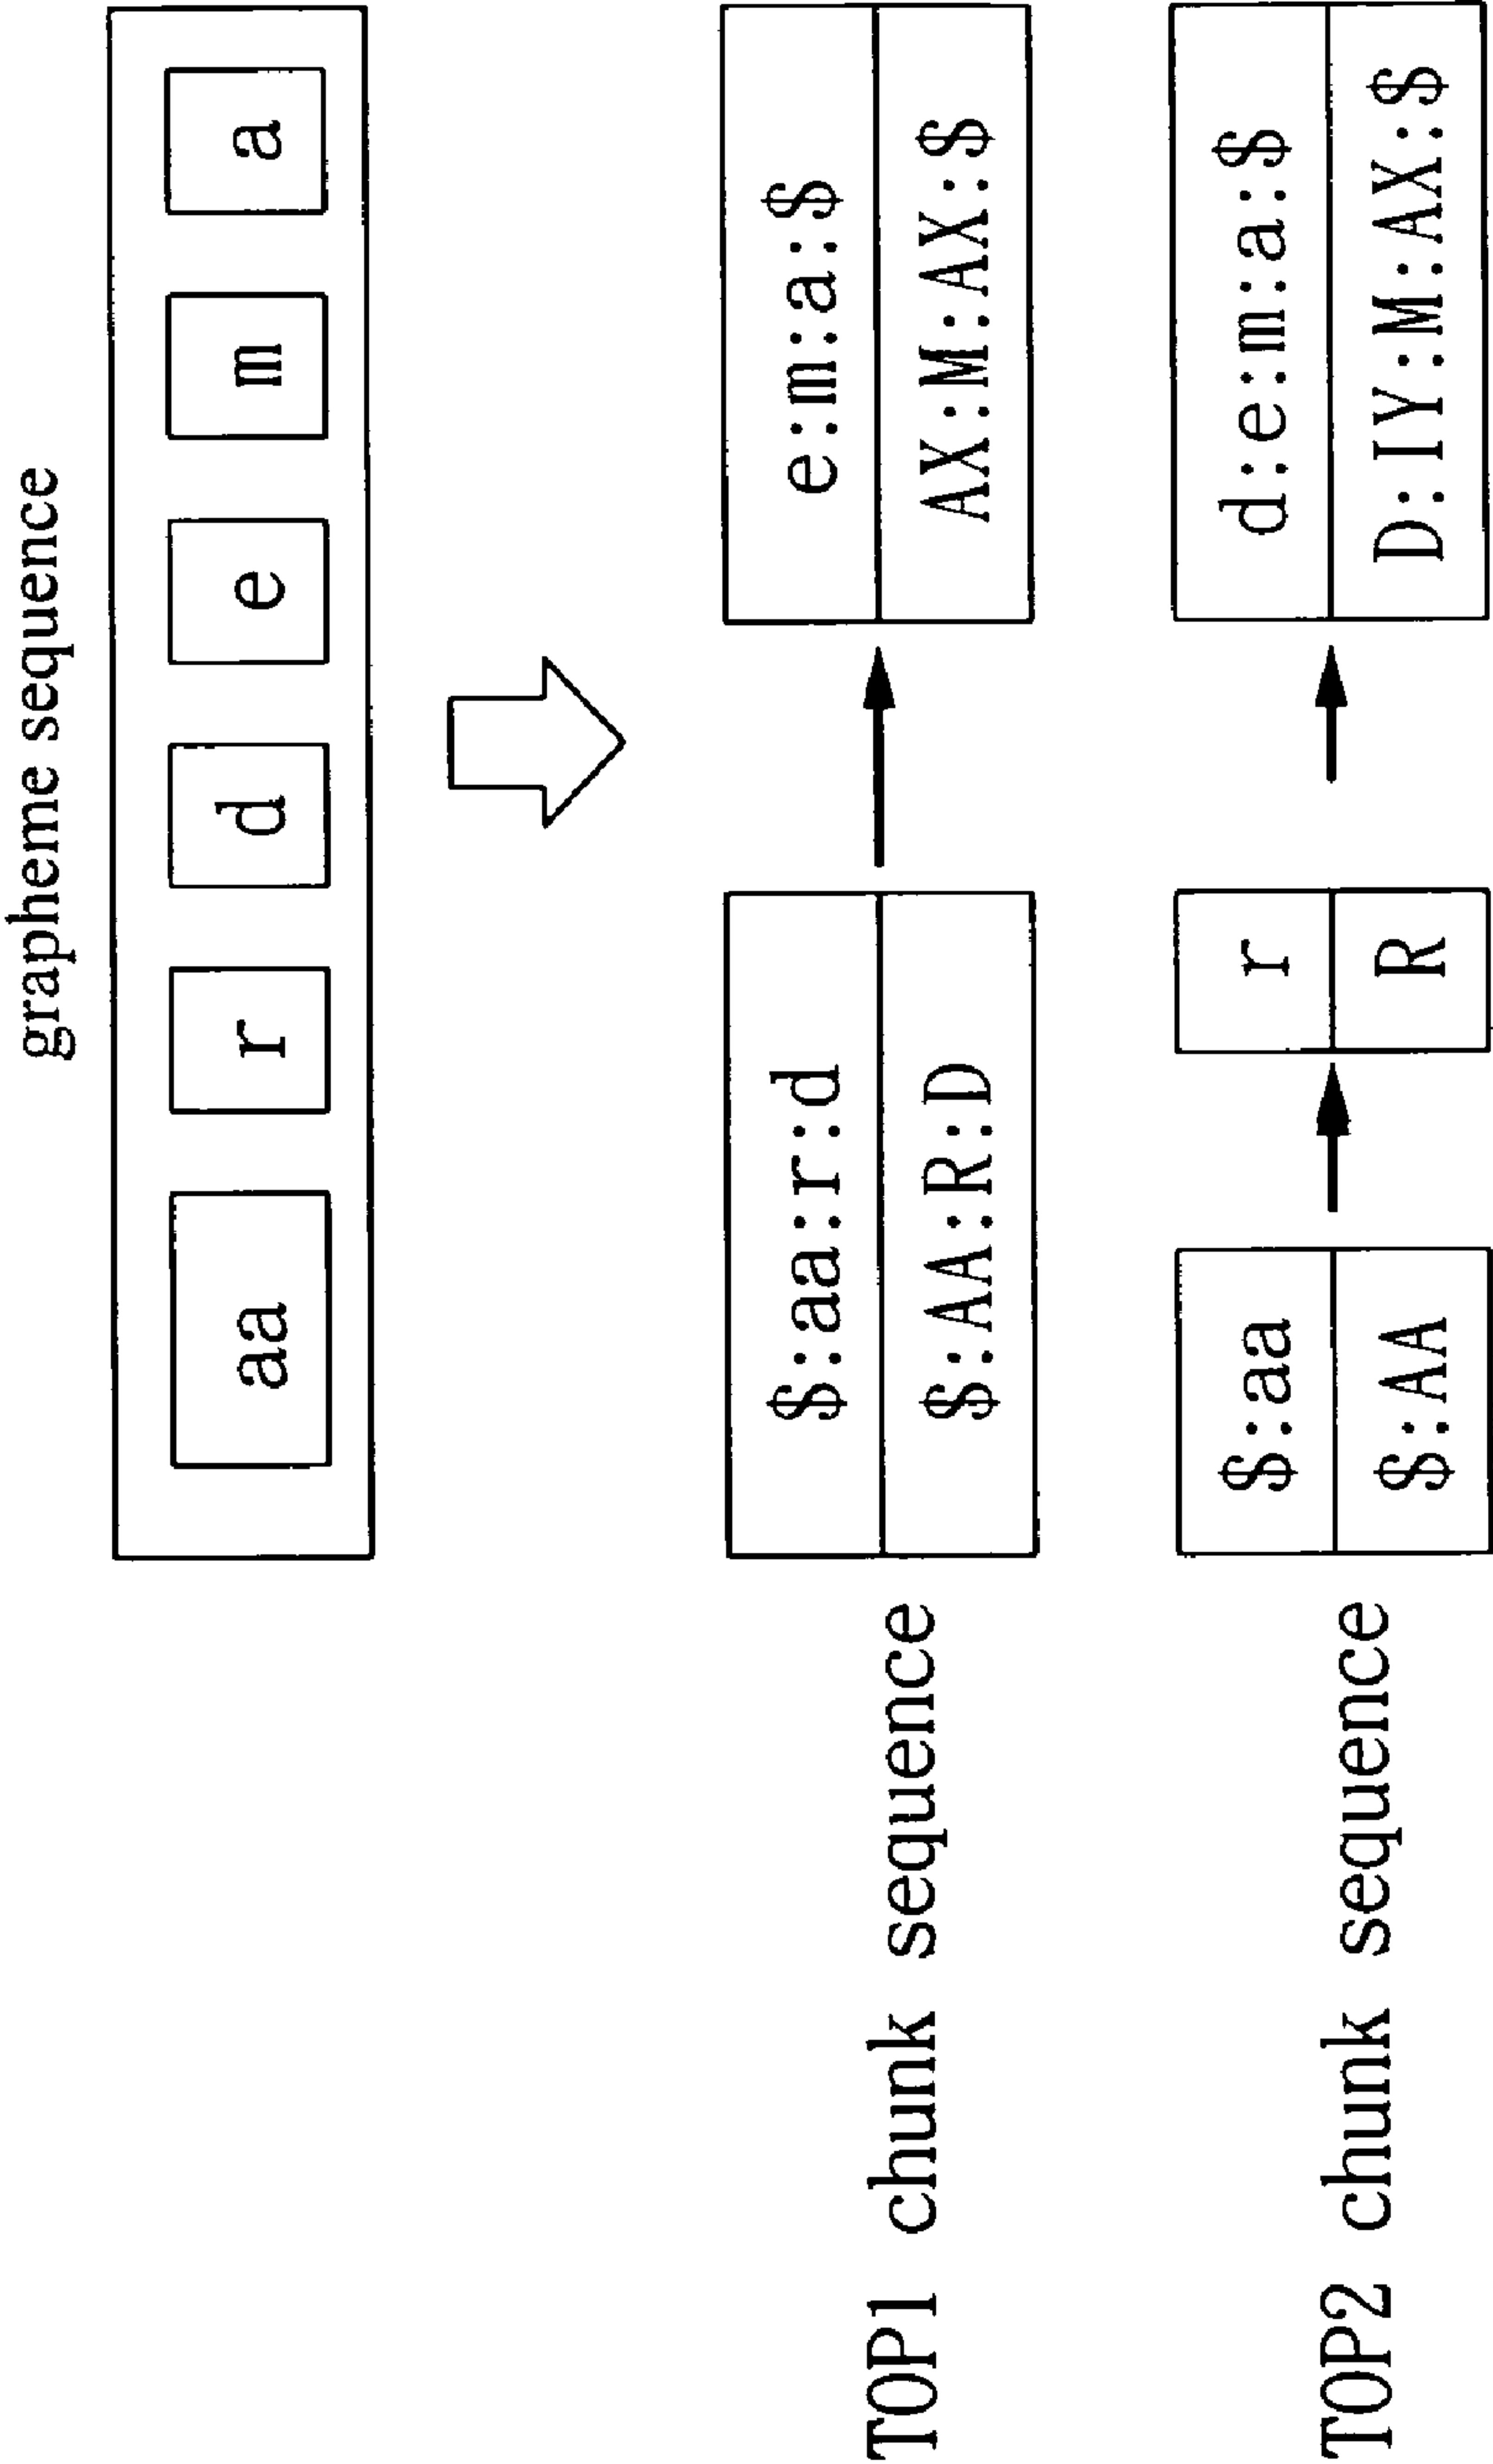 grapheme sequence
aa r d e m a
TOP1 chunk sequence
$:aa:r:d e:m:a:$
$:AA:R:D AX:M:AX:$
TOP2 chunk sequence
$:aa r d:e:m:a:$
$:AA R D:IY:M:AX:$